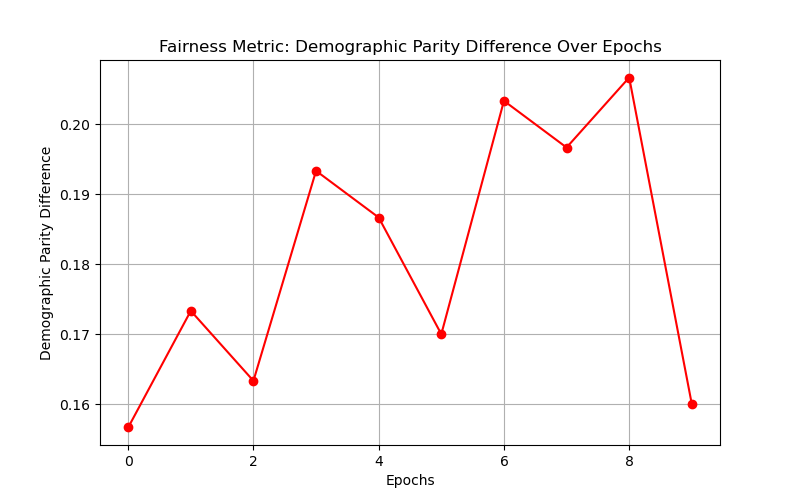 Fairness Metric: Demographic Parity Difference Over Epochs
Demographic Parity Difference
0.20
0.19
0.18
0.17
0.16
0 2 4 6 8
Epochs